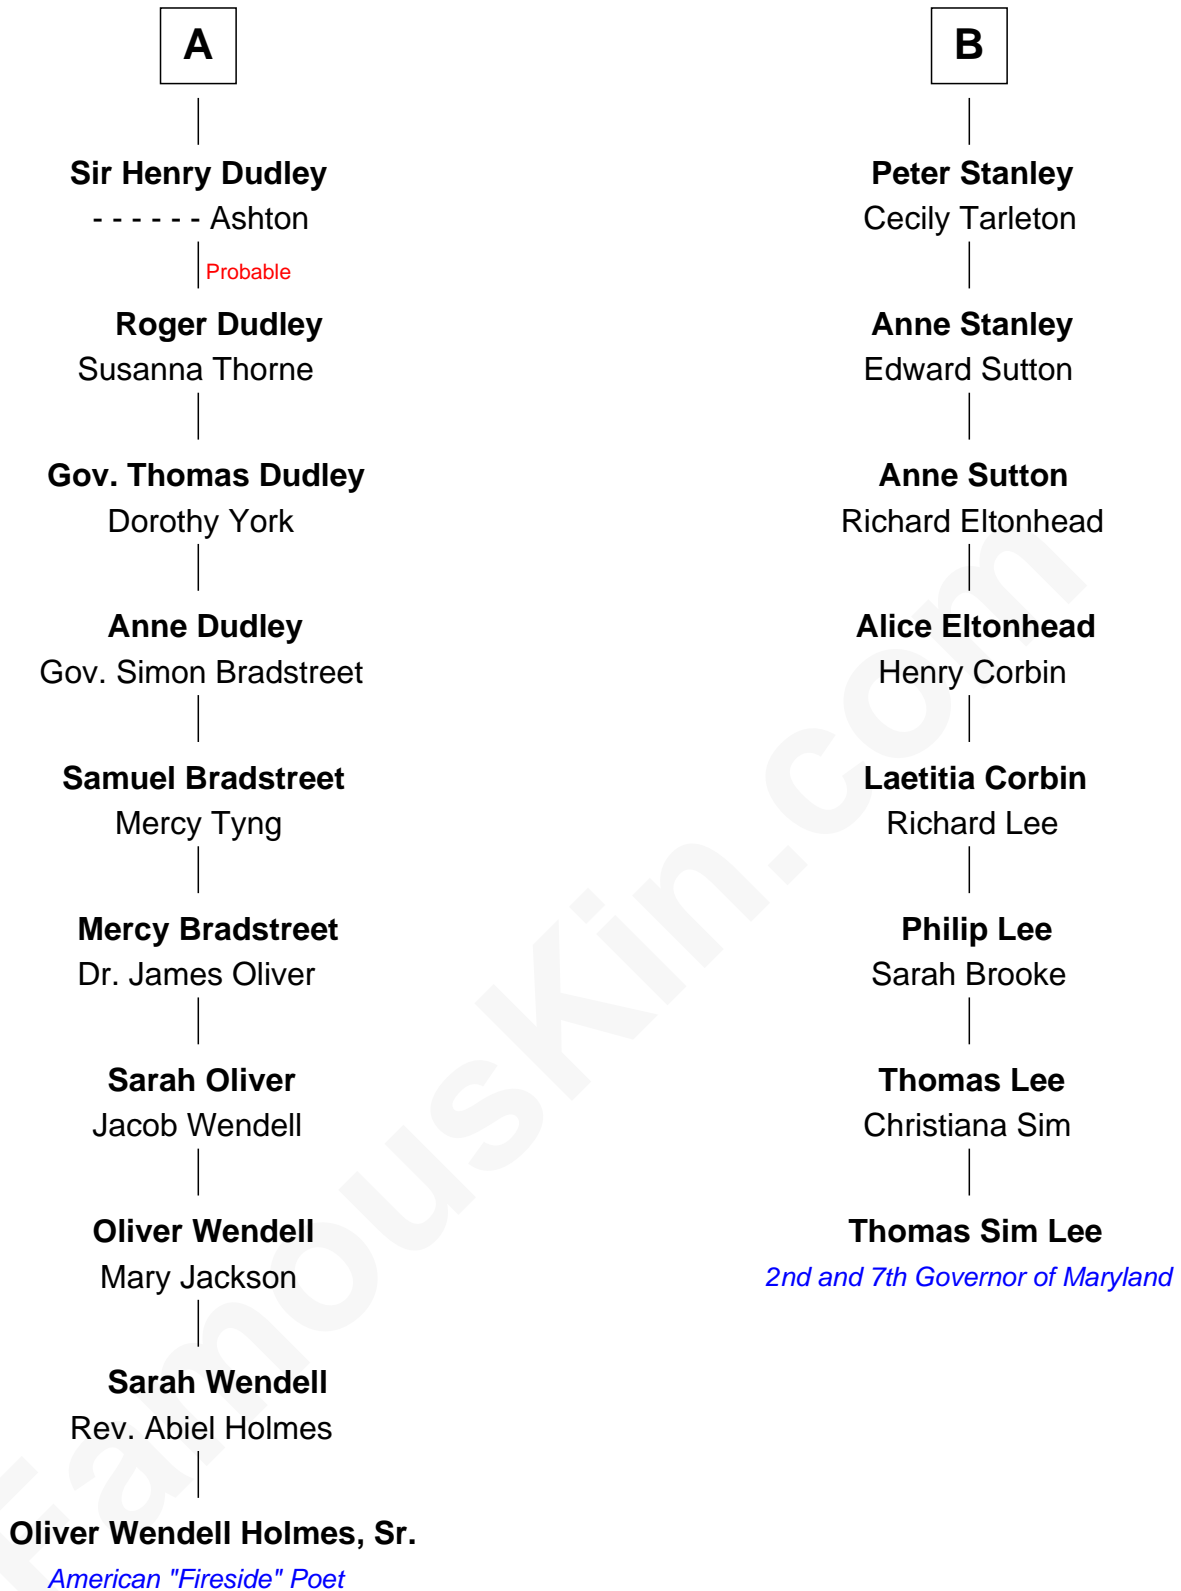 A
Sir Henry Dudley
- - - - - - Ashton
Probable
Roger Dudley
Susanna Thorne
Gov. Thomas Dudley
Dorothy York
Anne Dudley
Gov. Simon Bradstreet
Samuel Bradstreet
Mercy Tyng
Mercy Bradstreet
Dr. James Oliver
Sarah Oliver
Jacob Wendell
Oliver Wendell
Mary Jackson
Sarah Wendell
Rev. Abiel Holmes
Oliver Wendell Holmes, Sr.
American "Fireside" Poet
B
Peter Stanley
Cecily Tarleton
Anne Stanley
Edward Sutton
Anne Sutton
Richard Eltonhead
Alice Eltonhead
Henry Corbin
Laetitia Corbin
Richard Lee
Philip Lee
Sarah Brooke
Thomas Lee
Christiana Sim
Thomas Sim Lee
2nd and 7th Governor of Maryland
FamousKin.com